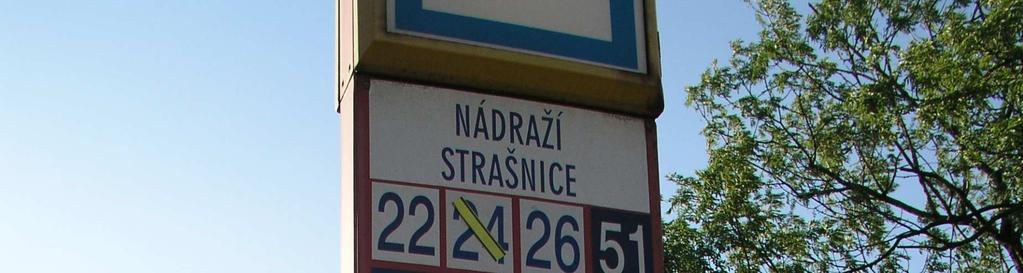 NÁDRAŽÍ
STRAŠNICE
22 24 26 51